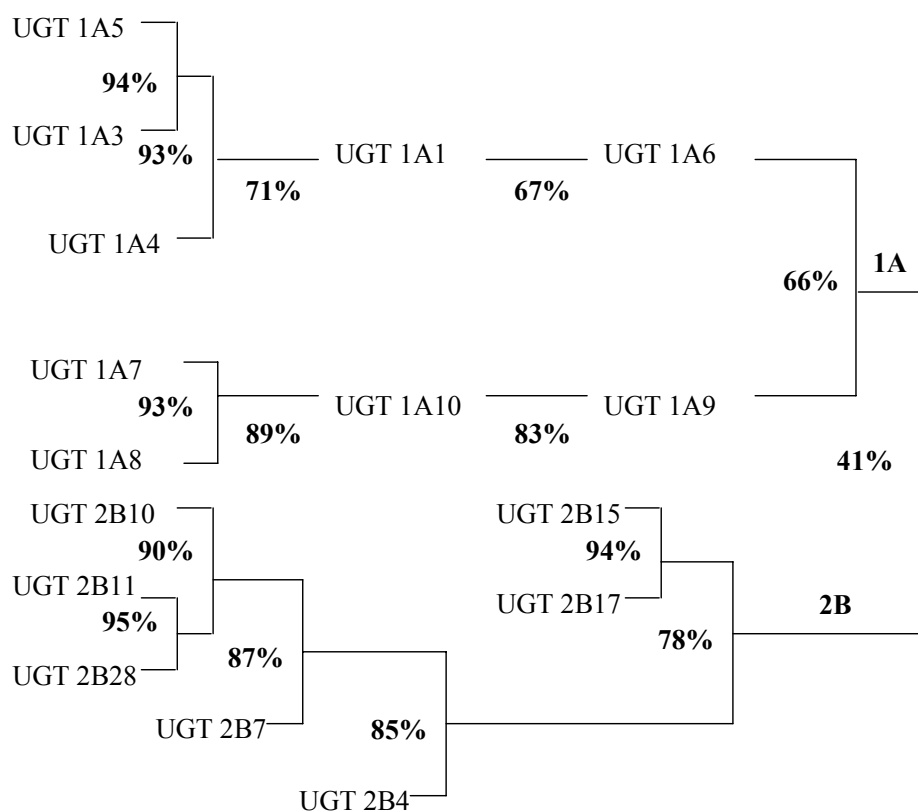 UGT 1A5
94%
UGT 1A3
93%
UGT 1A1
UGT 1A6
71%
67%
UGT 1A4
1A
66%
UGT 1A7
93%
UGT 1A10
UGT 1A9
89%
83%
UGT 1A8
41%
UGT 2B10
UGT 2B15
90%
94%
UGT 2B11
UGT 2B17
2B
95%
78%
87%
UGT 2B28
UGT 2B7
85%
UGT 2B4